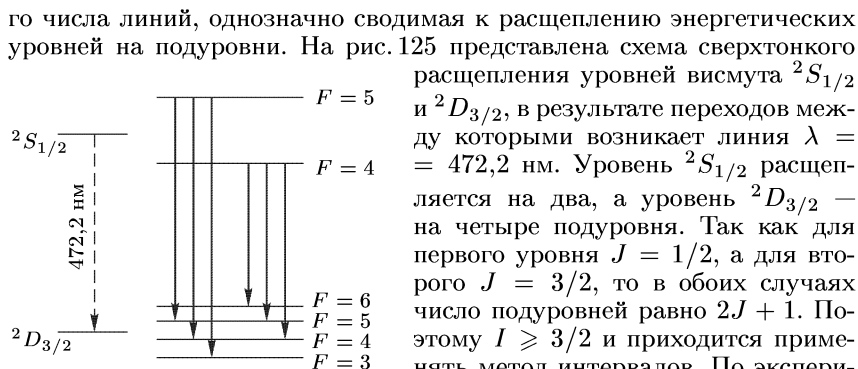 го числа линий, однозначно сводимая к расщеплению энергетических
уровней на подуровни. На рис. 125 представлена схема сверхтонкого
расщепления уровней висмута ²S₁/₂
и ²D₃/₂, в результате переходов меж-
ду которыми возникает линия λ =
= 472,2 нм. Уровень ²S₁/₂ расщеп-
ляется на два, а уровень ²D₃/₂ —
на четыре подуровня. Так как для
первого уровня J = 1/2, а для вто-
рого J = 3/2, то в обоих случаях
число подуровней равно 2J + 1. По-
этому I ⩾ 3/2 и приходится приме-
нять метод интервалов. По экспери-
F = 5
²S₁/₂
F = 4
472,2 нм
F = 6
F = 5
²D₃/₂
F = 4
F = 3